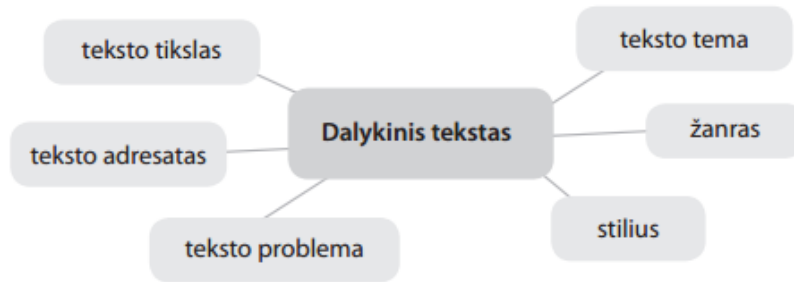 teksto tikslas
teksto tema
Dalykinis tekstas
žanras
teksto adresatas
stilius
teksto problema